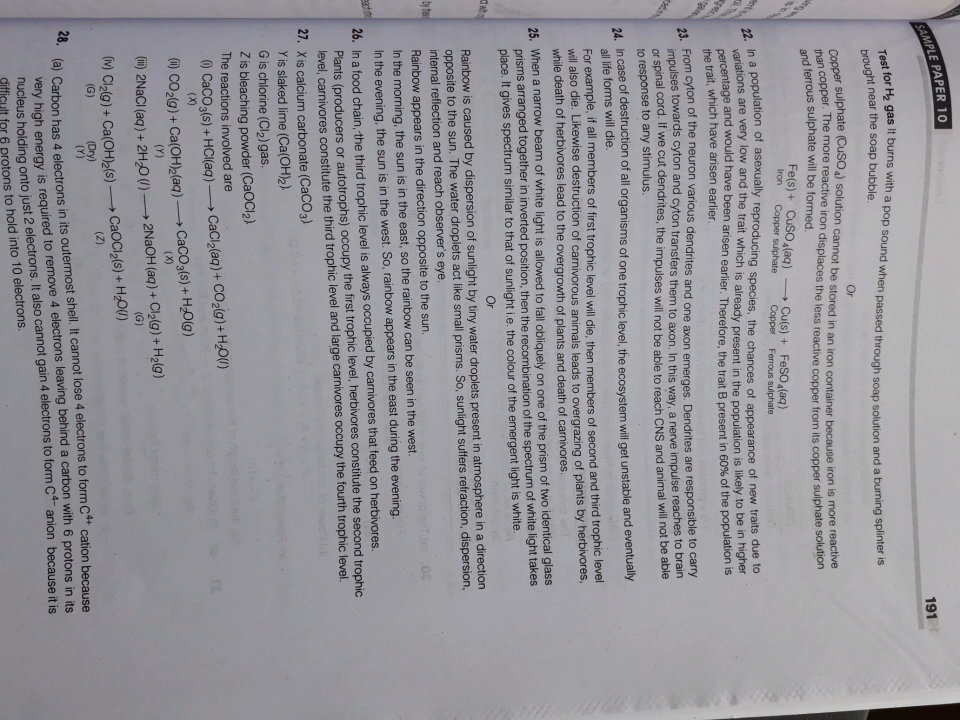 SAMPLE PAPER 10
191
Test for H₂ gas It burns with a pop sound when passed through soap solution and a burning splinter is
brought near the soap bubble.
Or
Copper sulphate (CuSO₄) solution cannot be stored in an iron container because iron is more reactive
than copper. The more reactive iron displaces the less reactive copper from its copper sulphate solution
and ferrous sulphate will be formed.
Fe(s) + CuSO₄(aq) ⟶ Cu(s) + FeSO₄(aq)
Iron Copper sulphate Copper Ferrous sulphate
22. In a population of asexually reproducing species, the chances of appearance of new traits due to
variations are very low and the trait which is already present in the population is likely to be in higher
percentage and would have been arisen earlier. Therefore, the trait B present in 60% of the population is
the trait, which have arisen earlier.
23. From cyton of the neuron various dendrites and one axon emerges. Dendrites are responsible to carry
impulses towards cyton and cyton transfers them to axon. In this way, a nerve impulse reaches to brain
or spinal cord. If we cut dendrites, the impulses will not be able to reach CNS and animal will not be able
to response to any stimulus.
24. In case of destruction of all organisms of one trophic level, the ecosystem will get unstable and eventually
all life forms will die.
For example, if all members of first trophic level will die, then members of second and third trophic level
will also die. Likewise destruction of carnivorous animals leads to overgrazing of plants by herbivores,
while death of herbivores lead to the overgrowth of plants and death of carnivores.
25. When a narrow beam of white light is allowed to fall obliquely on one of the prism of two identical glass
prisms arranged together in inverted position, then the recombination of the spectrum of white light takes
place. It gives spectrum similar to that of sunlight i.e. the colour of the emergent light is white.
Or
Rainbow is caused by dispersion of sunlight by tiny water droplets present in atmosphere in a direction
opposite to the sun. The water droplets act like small prisms. So, sunlight suffers refraction, dispersion,
internal reflection and reach observer's eye.
Rainbow appears in the direction opposite to the sun.
In the morning, the sun is in the east, so the rainbow can be seen in the west.
In the evening, the sun is in the west. So, rainbow appears in the east during the evening.
26. In a food chain, the third trophic level is always occupied by carnivores that feed on herbivores.
Plants (producers or autotrophs) occupy the first trophic level, herbivores constitute the second trophic
level, carnivores constitute the third trophic level and large carnivores occupy the fourth trophic level.
27. X is calcium carbonate (CaCO₃).
Y is slaked lime {Ca(OH)₂}.
G is chlorine (Cl₂) gas.
Z is bleaching powder {CaOCl₂}.
The reactions involved are
(i) CaCO₃(s) + HCl(aq) ⟶ CaCl₂(aq) + CO₂(g) + H₂O(l)
(X)
(ii) CO₂(g) + Ca(OH)₂(aq) ⟶ CaCO₃(s) + H₂O(g)
(Y) (X)
(iii) 2NaCl(aq) + 2H₂O(l) ⟶ 2NaOH(aq) + Cl₂(g) + H₂(g)
(G)
(iv) Cl₂(g) + Ca(OH)₂(s) ⟶ CaOCl₂(s) + H₂O(l)
(G) (Dry) (Z)
(Y)
28. (a) Carbon has 4 electrons in its outermost shell. It cannot lose 4 electrons to form C⁴⁺ cation because
very high energy is required to remove 4 electrons leaving behind a carbon with 6 protons in its
nucleus holding onto just 2 electrons. It also cannot gain 4 electrons to form C⁴⁻ anion because it is
difficult for 6 protons to hold into 10 electrons.